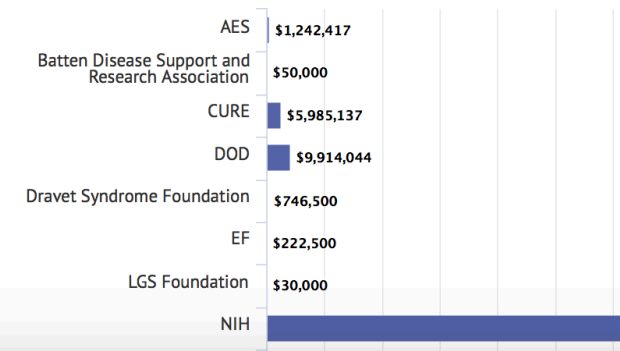 AES $1,242,417
Batten Disease Support and
Research Association $50,000
CURE $5,985,137
DOD $9,914,044
Dravet Syndrome Foundation $746,500
EF $222,500
LGS Foundation $30,000
NIH